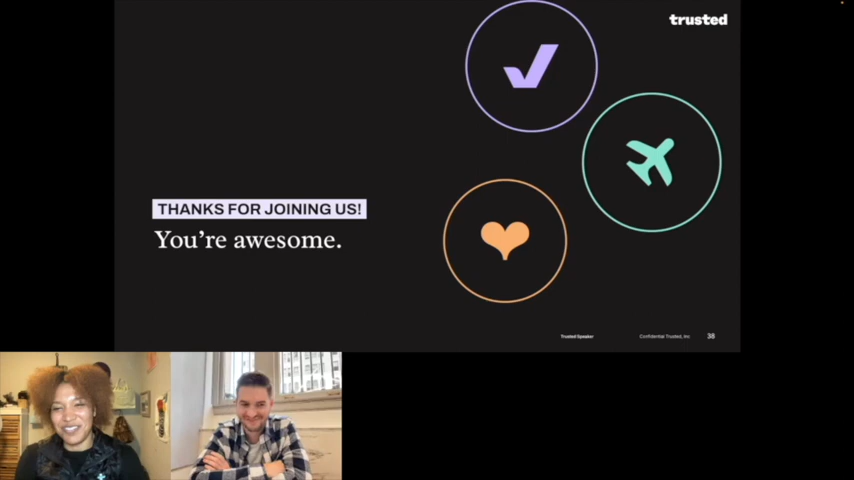 trusted
THANKS FOR JOINING US!
You're awesome.
Trusted Speaker
Confidential Trusted, Inc
38